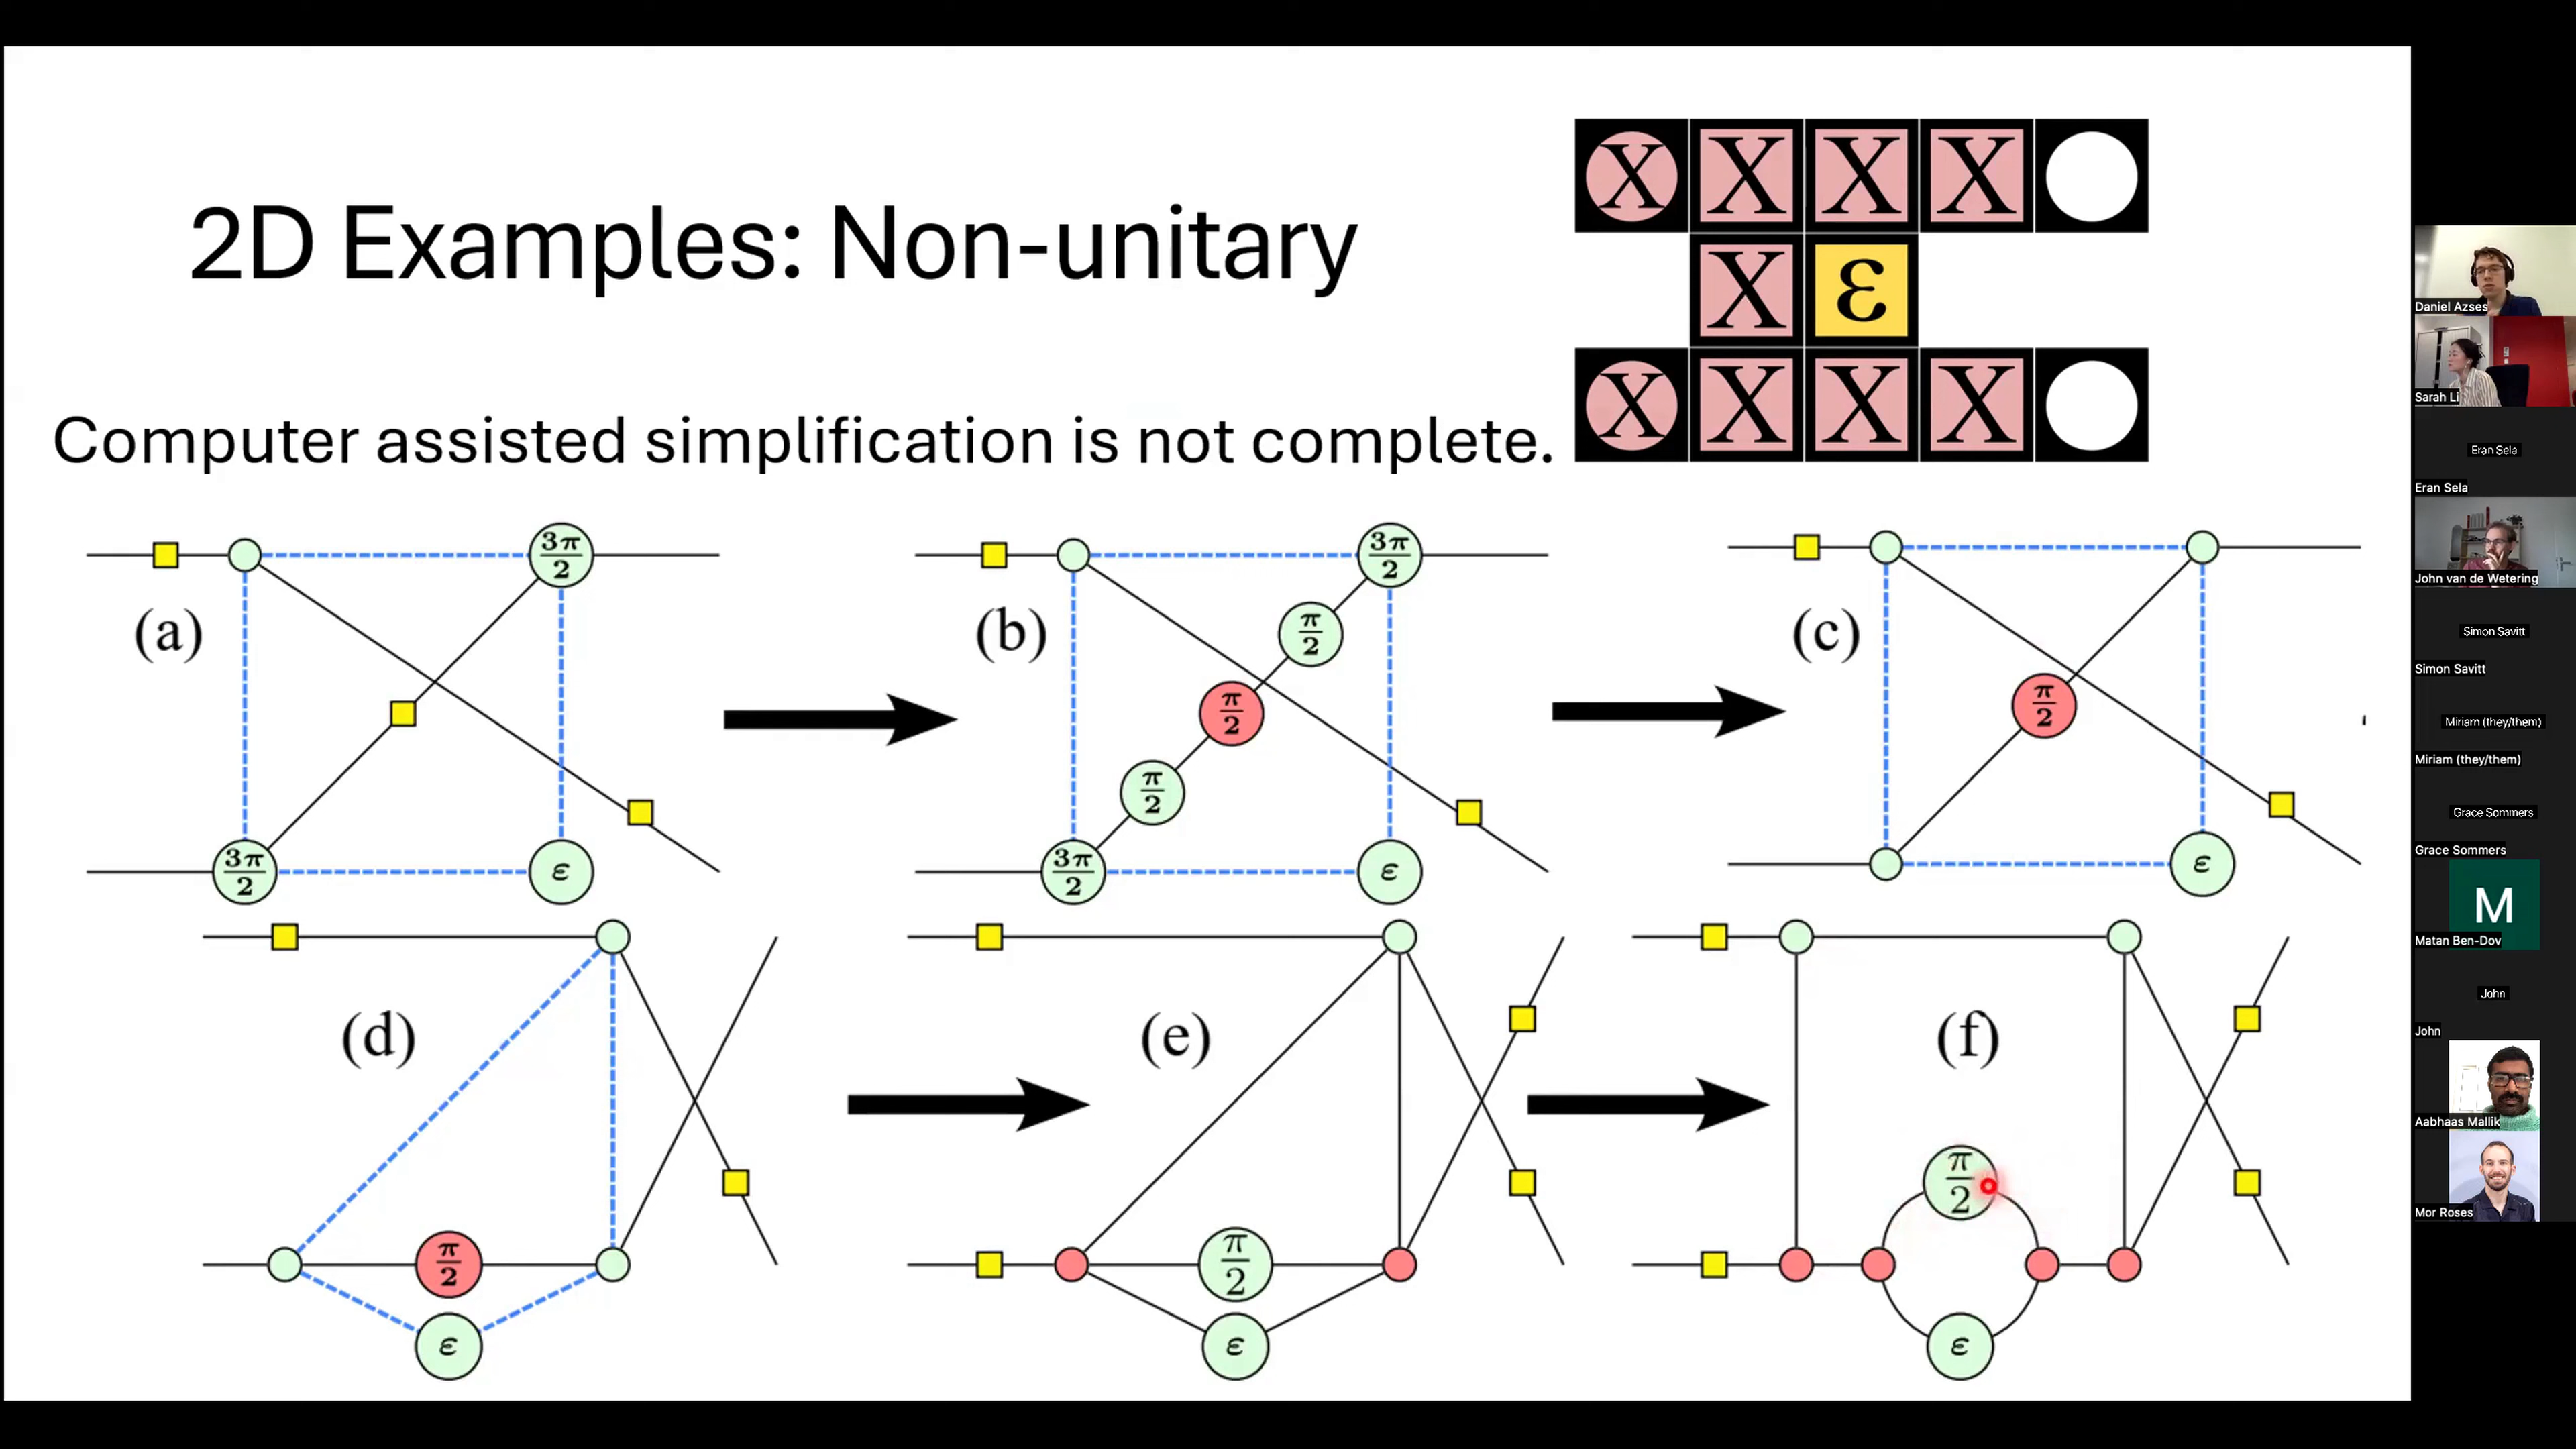 2D Examples: Non-unitary
X X X X
X ε
X X X X
Computer assisted simplification is not complete.
(a)
3π/2
3π/2
ε
(b)
3π/2
π/2
π/2
π/2
3π/2
ε
(c)
π/2
ε
(d)
π/2
ε
(e)
π/2
ε
(f)
π/2
ε
Daniel Azses
Sarah Li
Eran Sela
Eran Sela
John van de Wetering
Simon Savitt
Simon Savitt
Miriam (they/them)
Miriam (they/them)
Grace Sommers
Grace Sommers
M
Matan Ben-Dov
John
John
Aabhaas Mallik
Mor Roses